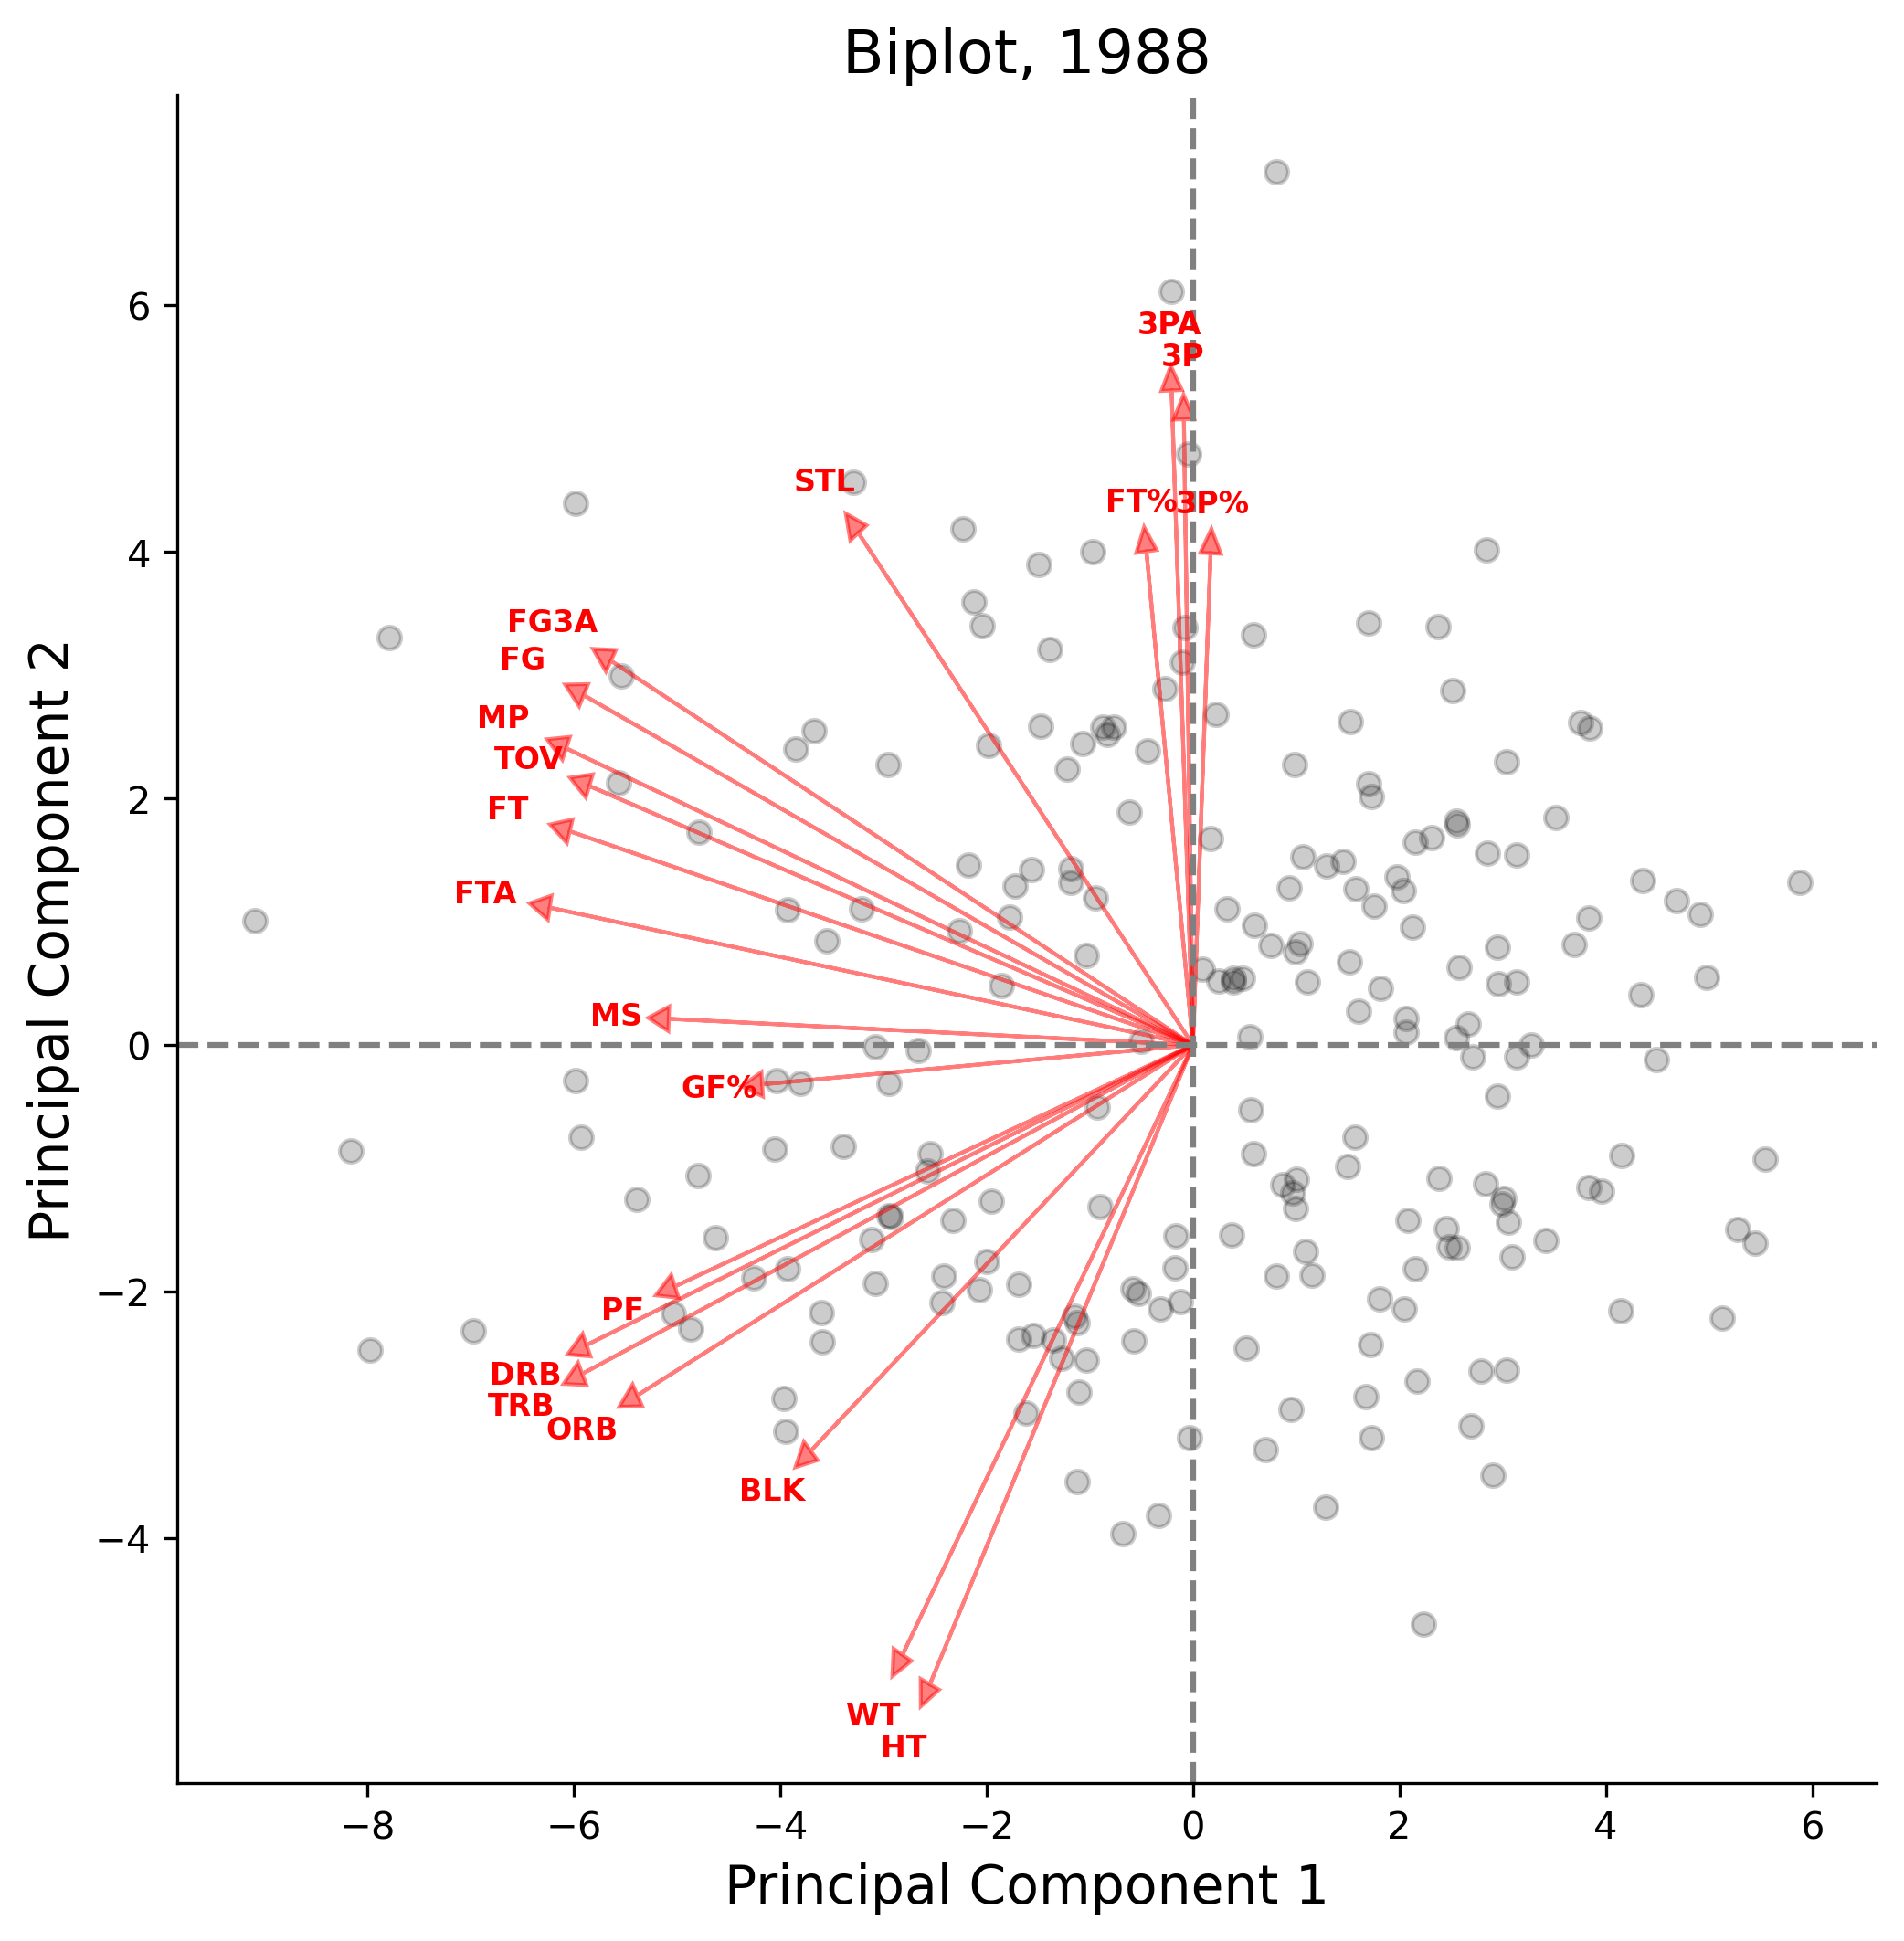 Biplot, 1988
3PA
3P
STL
FT%
3P%
FG3A
FG
MP
TOV
FT
FTA
MS
GF%
PF
DRB
TRB
ORB
BLK
WT
HT
6
4
2
0
−2
−4
Principal Component 2
−8
−6
−4
−2
0
2
4
6
Principal Component 1